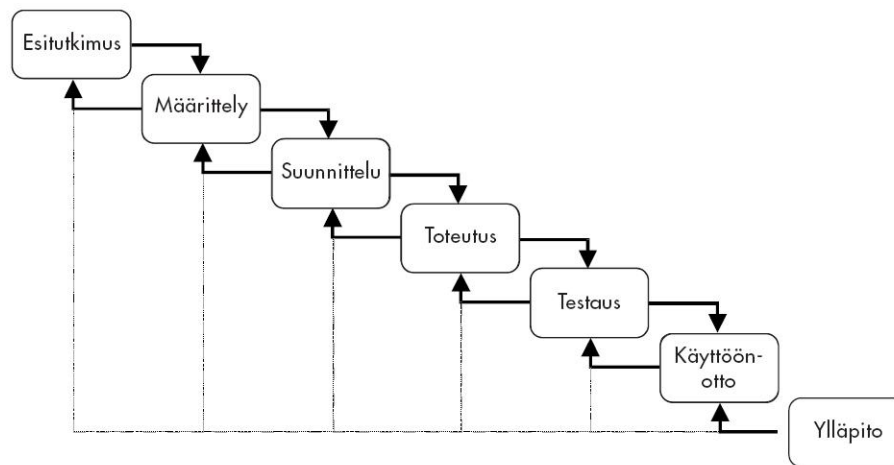 Esitutkimus
Määrittely
Suunnittelu
Toteutus
Testaus
Käyttöön-
otto
Ylläpito